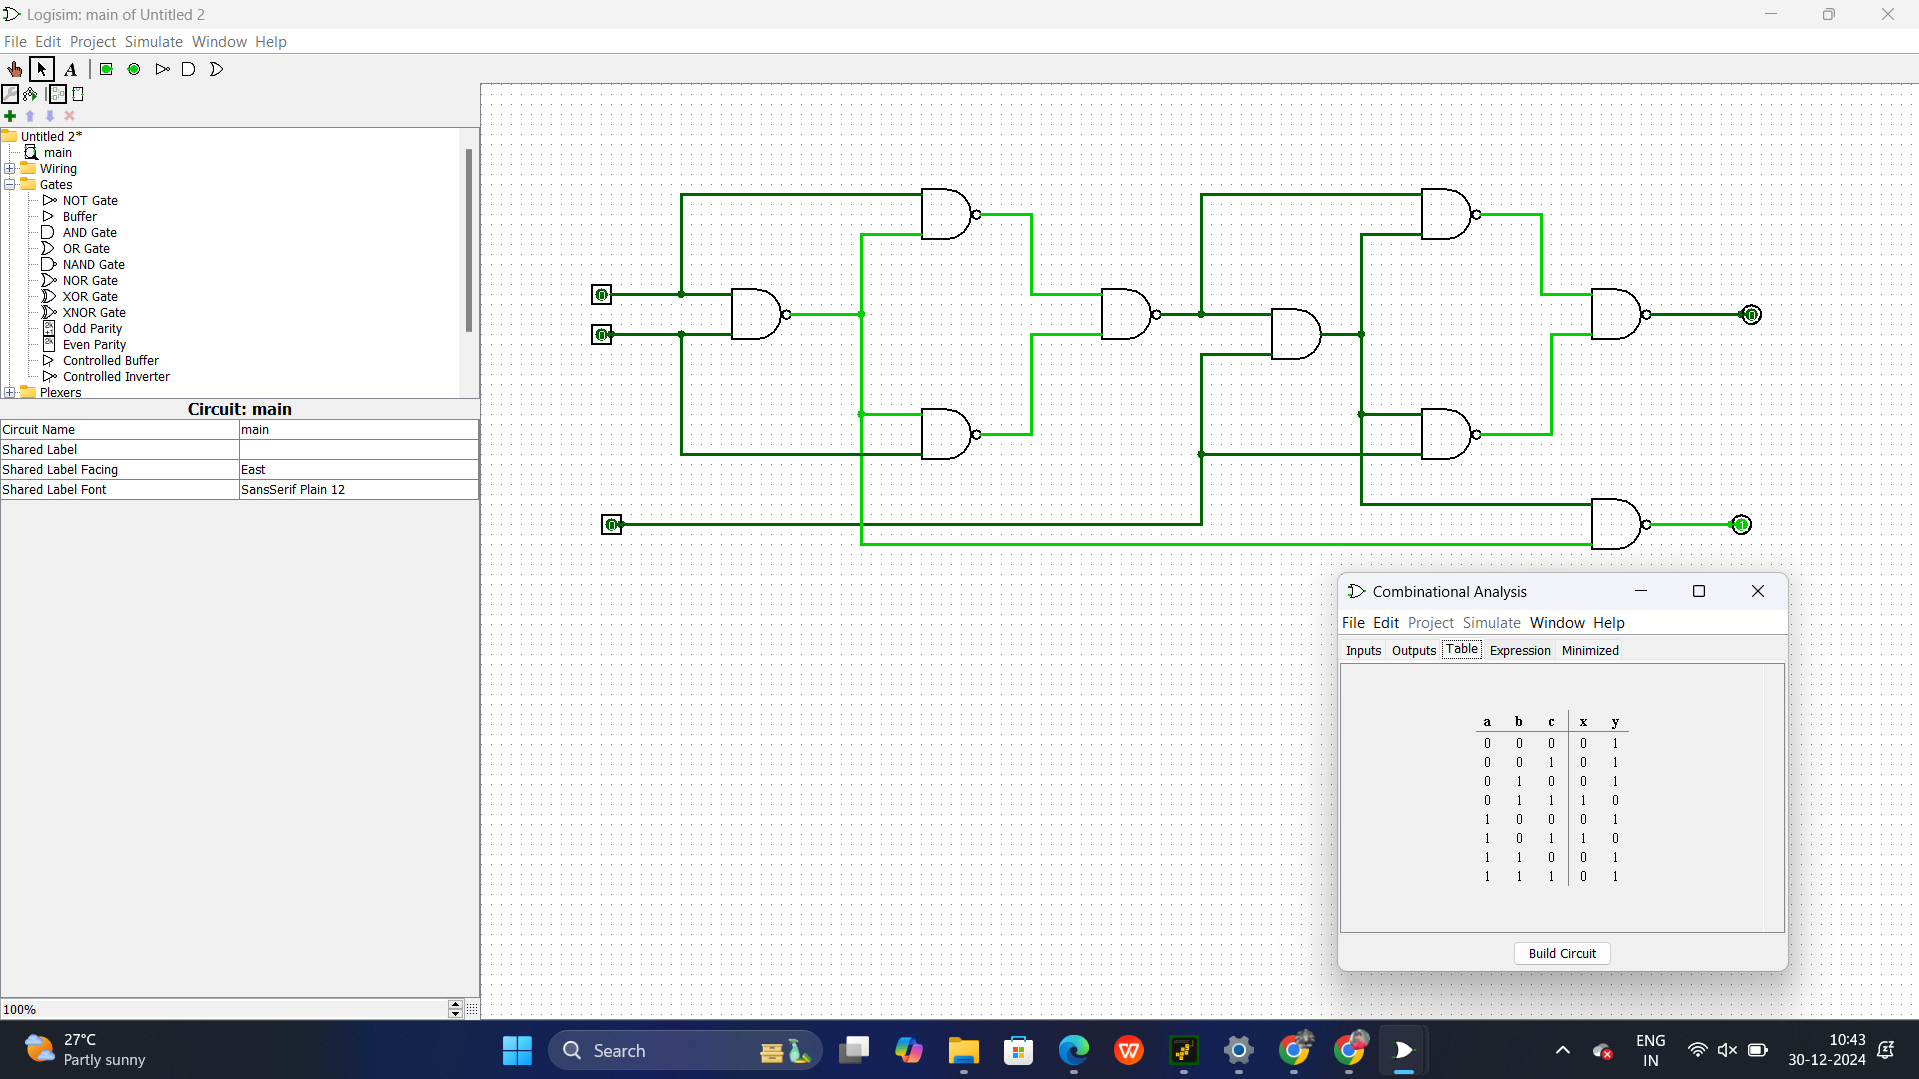 Logisim: main of Untitled 2
File Edit Project Simulate Window Help
A
Untitled 2*
main
Wiring
Gates
NOT Gate
Buffer
AND Gate
OR Gate
NAND Gate
NOR Gate
XOR Gate
XNOR Gate
Odd Parity
Even Parity
Controlled Buffer
Controlled Inverter
Plexers
Circuit: main
Circuit Name main
Shared Label
Shared Label Facing East
Shared Label Font SansSerif Plain 12
100%
0
0
0
0
1
Combinational Analysis
File Edit Project Simulate Window Help
Inputs Outputs Table Expression Minimized
a b c x y
0 0 0 0 1
0 0 1 0 1
0 1 0 0 1
0 1 1 1 0
1 0 0 0 1
1 0 1 1 0
1 1 0 0 1
1 1 1 0 1
Build Circuit
27°C
Partly sunny
Search
ENG
IN
10:43
30-12-2024